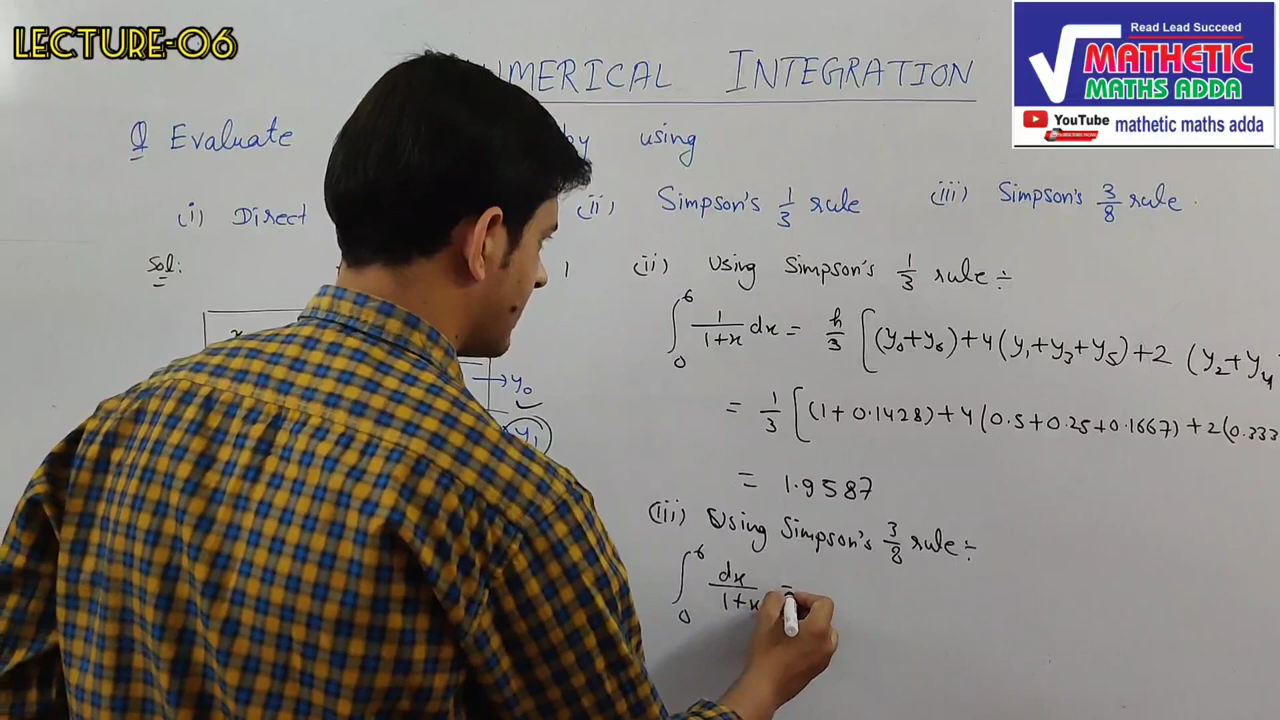 LECTURE-06
Read Lead Succeed
MATHETIC
MATHS ADDA
YouTube mathetic maths adda
SUBSCRIBE NOW
NUMERICAL INTEGRATION
Q Evaluate by using
(i) Direct (ii) Simpson's 1/3 rule (iii) Simpson's 3/8 rule.
Sol:
x
→ y₀
y₁
1
(ii) Using Simpson's 1/3 rule ÷
∫₀⁶ 1/(1+x) dx = h/3 [(y₀+y₆)+4(y₁+y₃+y₅)+2 (y₂+y₄
= 1/3 [(1+0.1428)+4(0.5+0.25+0.1667)+2(0.333
= 1.9587
(iii) Using Simpson's 3/8 rule ÷
∫₀⁶ dx/(1+x =